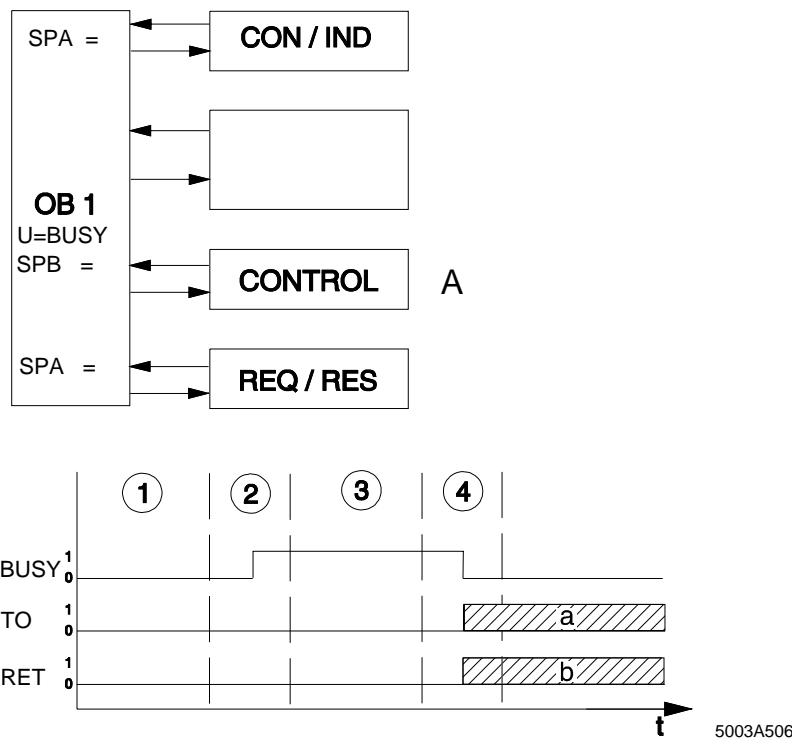 SPA =
CON / IND
OB 1
U=BUSY
SPB =
CONTROL
A
SPA =
REQ / RES
1
2
3
4
BUSY 1
0
TO 1
0
a
RET 1
0
b
t
5003A506